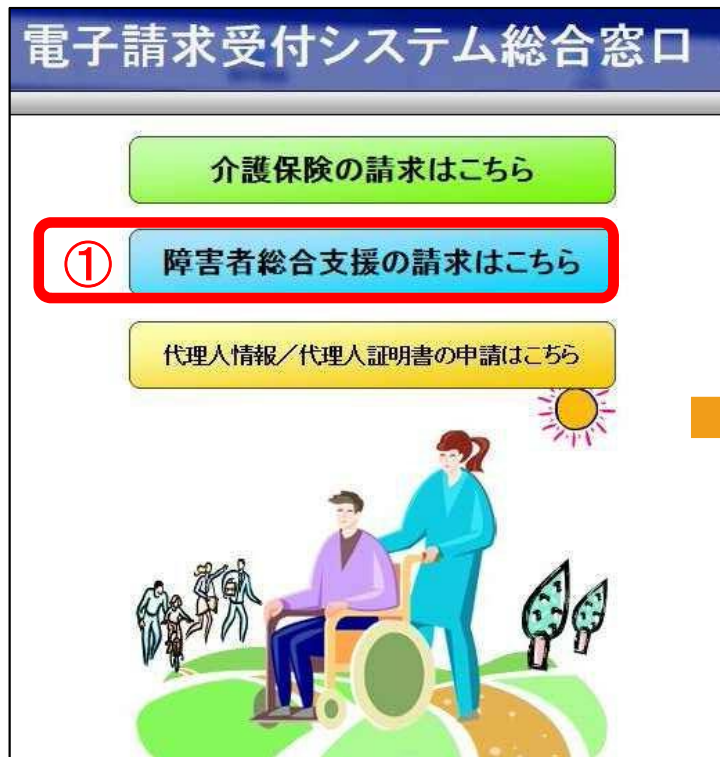 電子請求受付システム総合窓口
介護保険の請求はこちら
① 障害者総合支援の請求はこちら
代理人情報／代理人証明書の申請はこちら